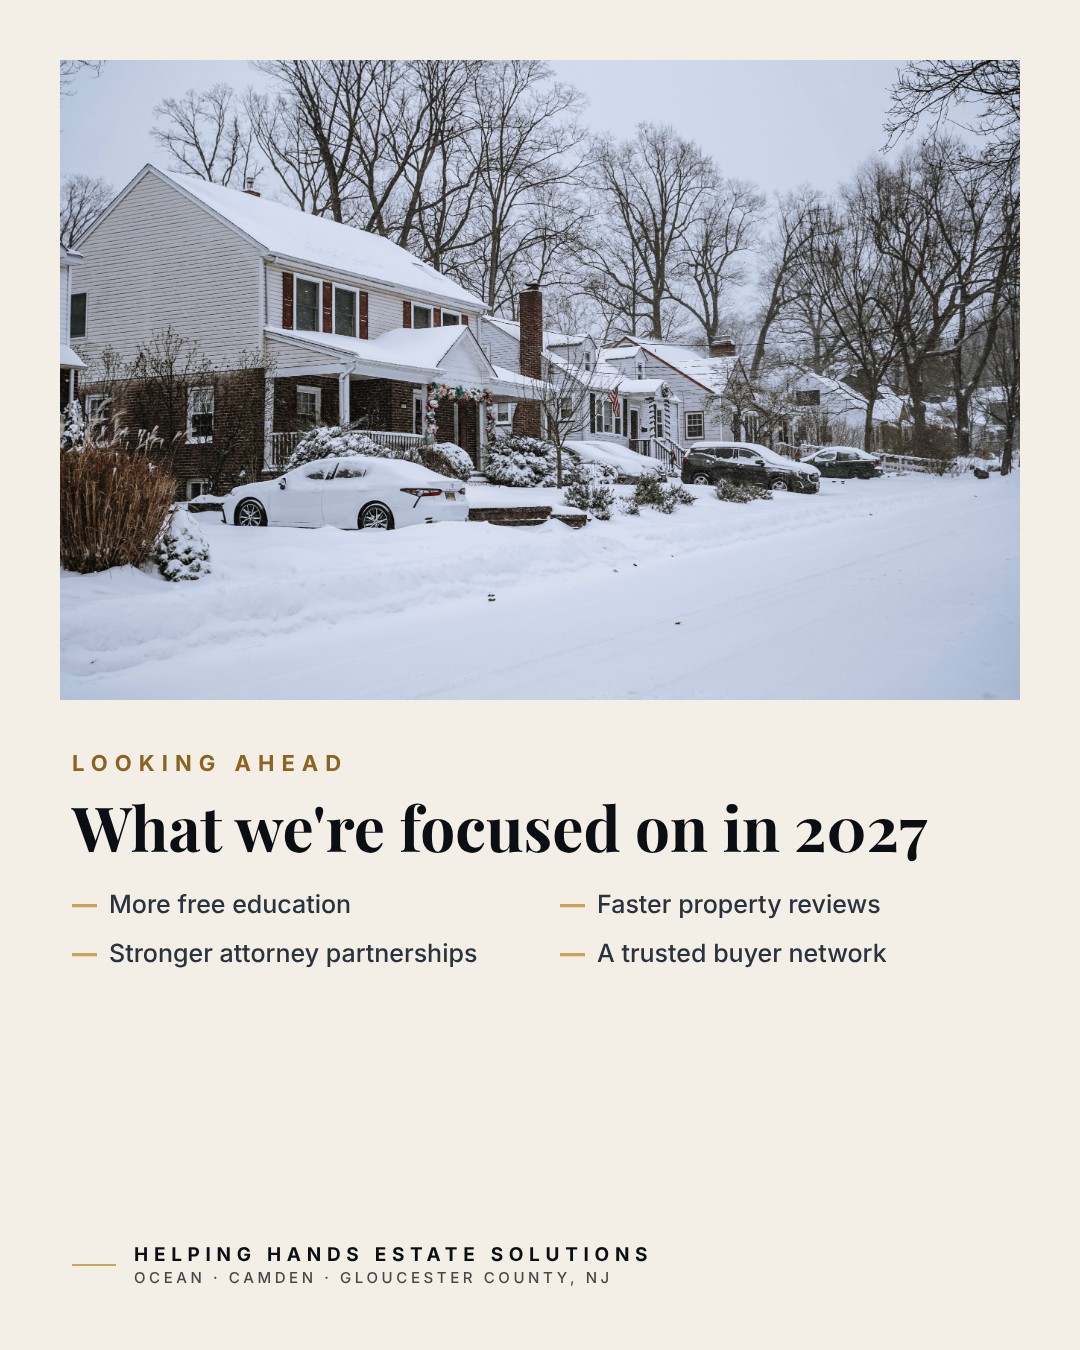 LOOKING AHEAD
What we're focused on in 2027
— More free education
— Faster property reviews
— Stronger attorney partnerships
— A trusted buyer network
HELPING HANDS ESTATE SOLUTIONS
OCEAN · CAMDEN · GLOUCESTER COUNTY, NJ